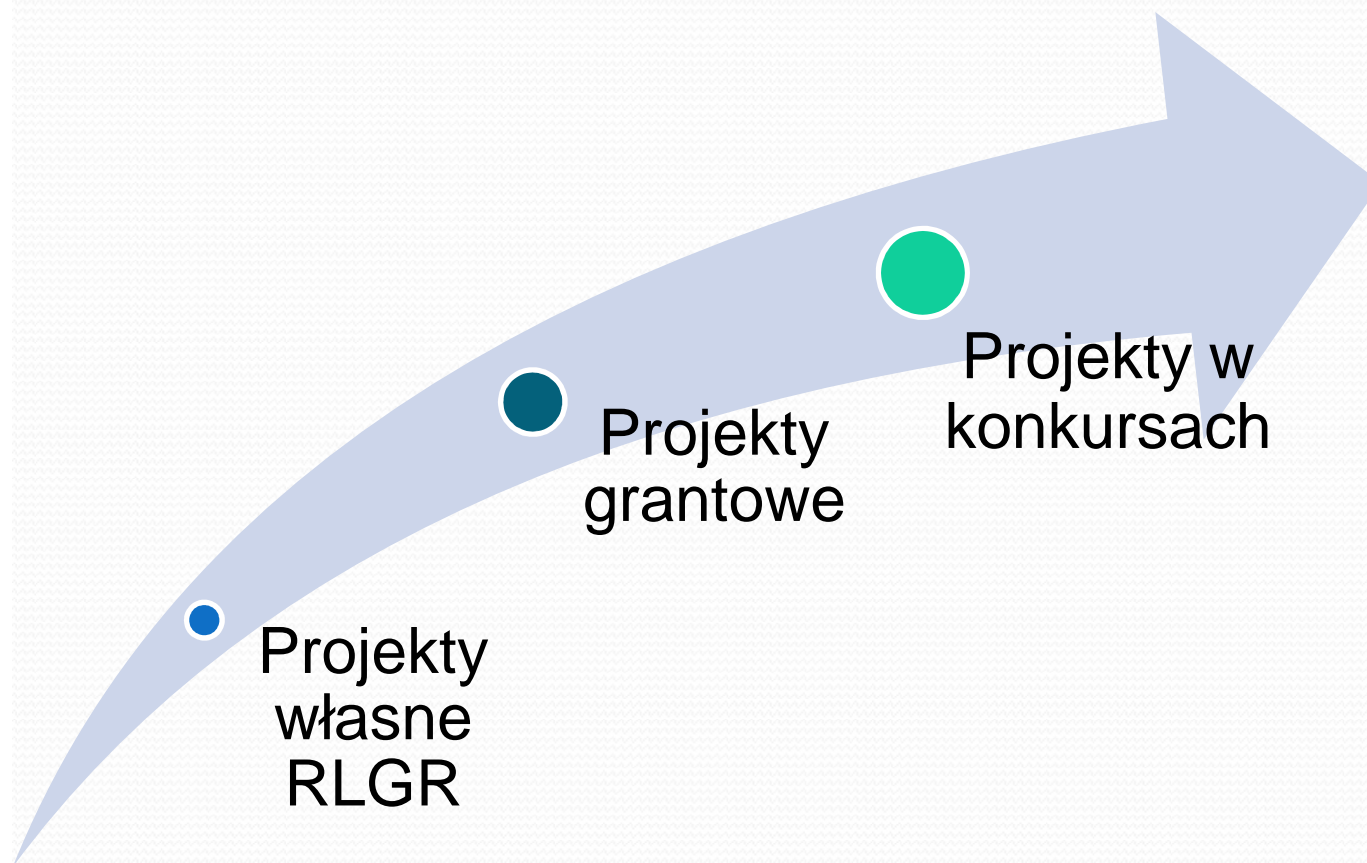 Projekty w
konkursach
Projekty
grantowe
Projekty
własne
RLGR